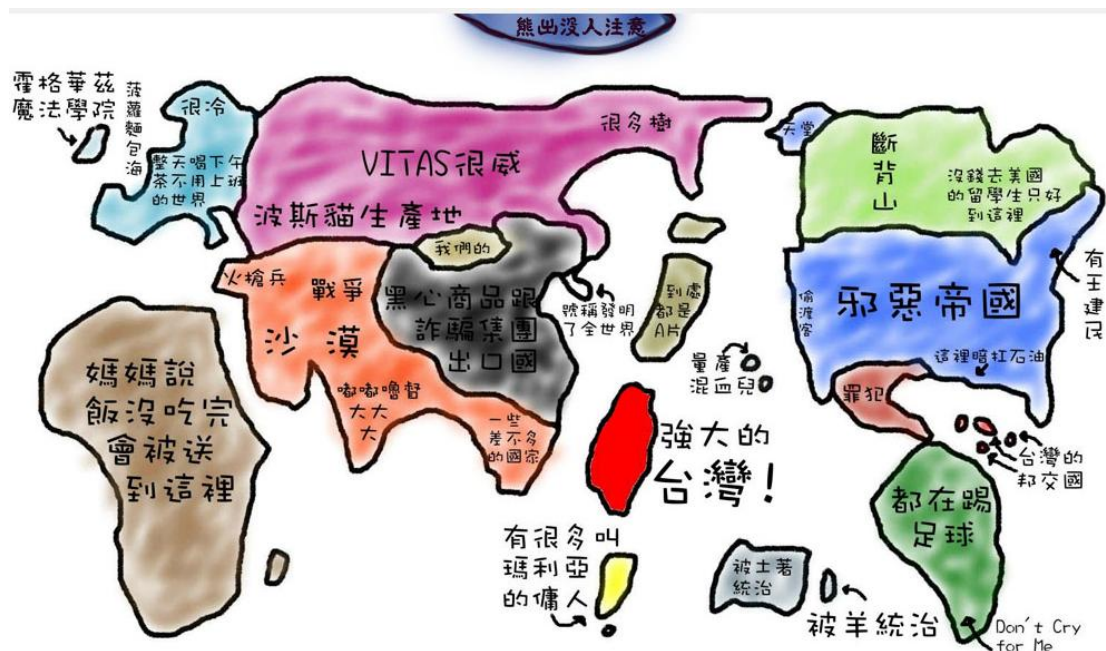 熊出沒人注意
霍格華茲
魔法學院
菠蘿麵包海
很冷
整天喝下午
茶不用上班
的世界
VITAS很威
很多樹
波斯貓生產地
我們的
火槍兵
戰爭
沙漠
黑心商品跟
詐騙集團
出口國
號稱發明
了全世界
到處
都是
A片
嘟嘟嚕督
大大
大
一些
差不多
的國家
量產
混血兒
強大的
台灣!
媽媽說
飯沒吃完
會被送
到這裡
有很多叫
瑪利亞
的傭人
被土著
統治
被羊統治
天堂
斷背山
沒錢去美國
的留學生只好
到這裡
偷渡客
邪惡帝國
有王建民
這裡暗扛石油
罪犯
台灣的
邦交國
都在踢
足球
Don't Cry
for Me